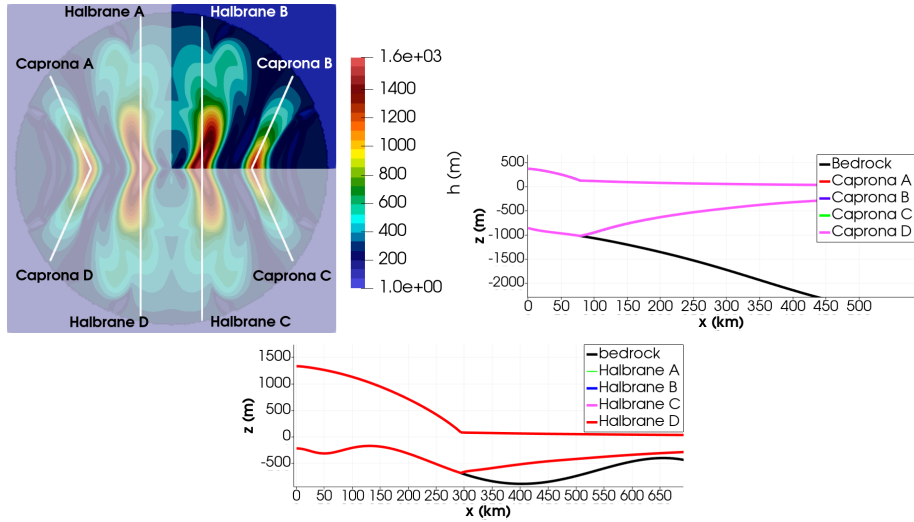 Halbrane A
Halbrane B
Caprona A
Caprona B
Caprona D
Caprona C
Halbrane D
Halbrane C
1.6e+03
1400
1200
1000
800
600
400
200
1.0e+00
h (m)
500
0
-500
-1000
-1500
-2000
z (m)
Bedrock
Caprona A
Caprona B
Caprona C
Caprona D
0 50 100 150 200 250 300 350 400 450 500
x (km)
1500
1000
500
0
-500
z (m)
bedrock
Halbrane A
Halbrane B
Halbrane C
Halbrane D
0 50 100 150 200 250 300 350 400 450 500 550 600 650
x (km)